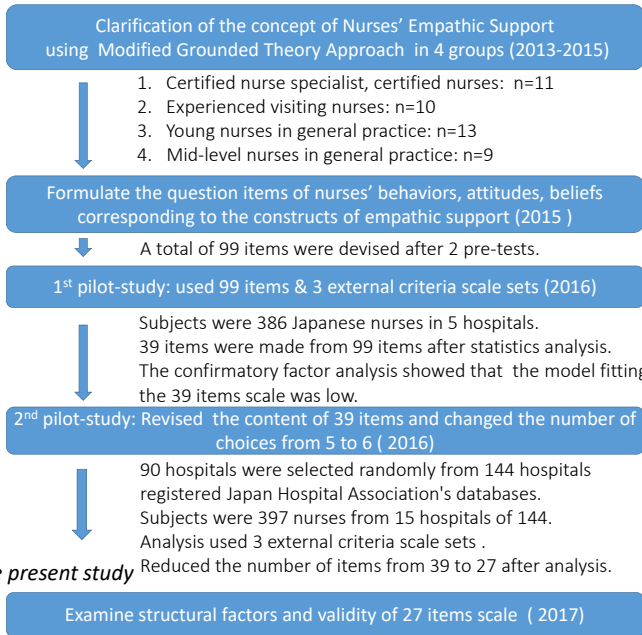 Clarification of the concept of Nurses' Empathic Support
using Modified Grounded Theory Approach in 4 groups (2013-2015)
1. Certified nurse specialist, certified nurses: n=11
2. Experienced visiting nurses: n=10
3. Young nurses in general practice: n=13
4. Mid-level nurses in general practice: n=9
Formulate the question items of nurses' behaviors, attitudes, beliefs
corresponding to the constructs of empathic support (2015 )
A total of 99 items were devised after 2 pre-tests.
1st pilot-study: used 99 items & 3 external criteria scale sets (2016)
Subjects were 386 Japanese nurses in 5 hospitals.
39 items were made from 99 items after statistics analysis.
The confirmatory factor analysis showed that the model fitting
the 39 items scale was low.
2nd pilot-study: Revised the content of 39 items and changed the number of
choices from 5 to 6 ( 2016)
90 hospitals were selected randomly from 144 hospitals
registered Japan Hospital Association's databases.
Subjects were 397 nurses from 15 hospitals of 144.
Analysis used 3 external criteria scale sets .
Reduced the number of items from 39 to 27 after analysis.
e present study
Examine structural factors and validity of 27 items scale ( 2017)